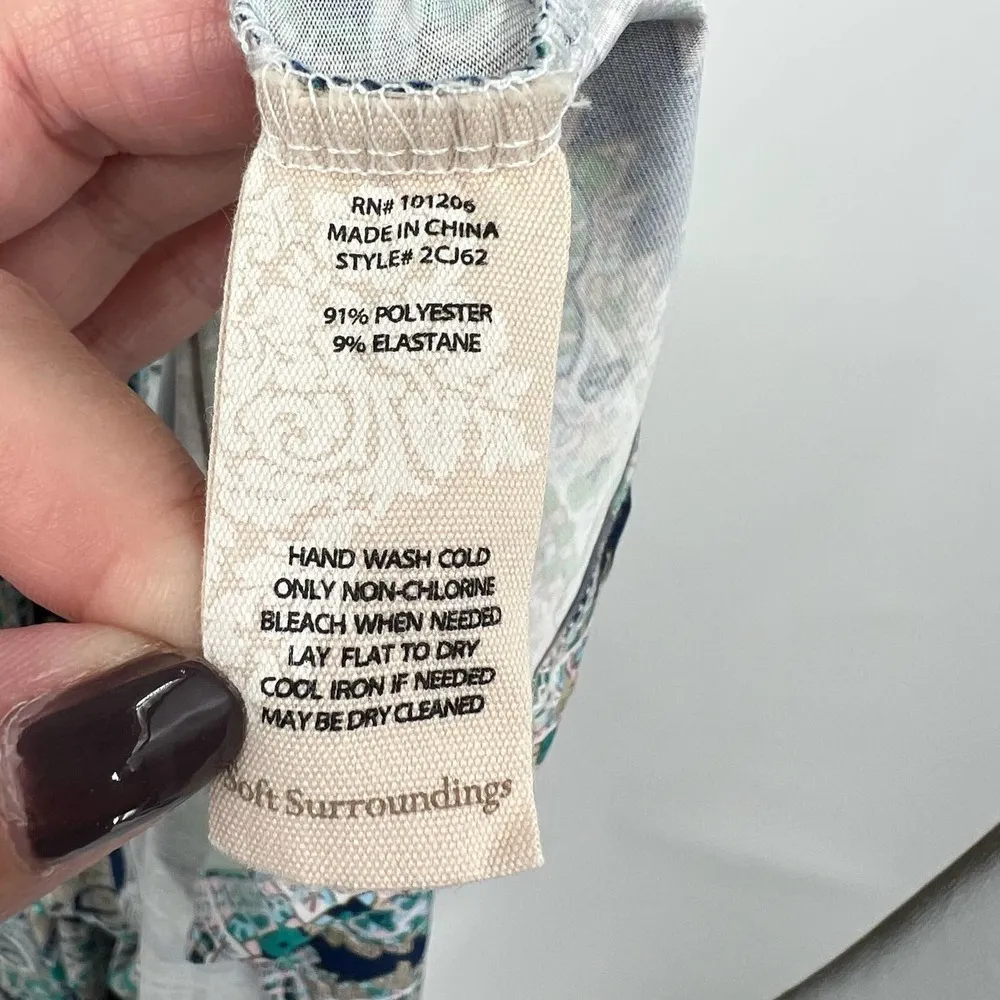 RN# 101206
MADE IN CHINA
STYLE# 2CJ62
91% POLYESTER
9% ELASTANE
HAND WASH COLD
ONLY NON-CHLORINE
BLEACH WHEN NEEDED
LAY FLAT TO DRY
COOL IRON IF NEEDED
MAY BE DRY CLEANED
Soft Surroundings